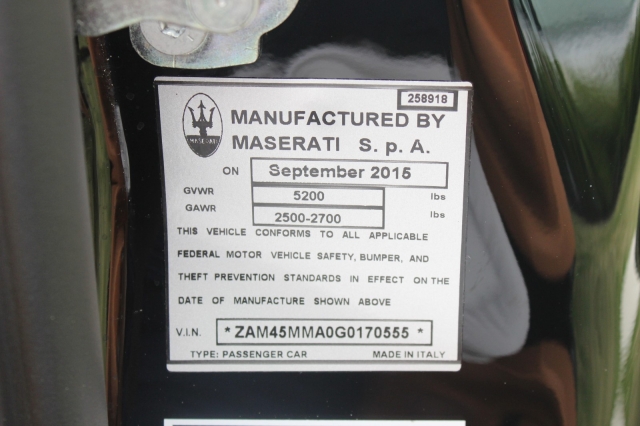 258918
MASERATI
MANUFACTURED BY
MASERATI S. p. A.
ON September 2015
GVWR 5200 lbs
GAWR 2500-2700 lbs
THIS VEHICLE CONFORMS TO ALL APPLICABLE
FEDERAL MOTOR VEHICLE SAFETY, BUMPER, AND
THEFT PREVENTION STANDARDS IN EFFECT ON THE
DATE OF MANUFACTURE SHOWN ABOVE
V.I.N. * ZAM45MMA0G0170555 *
TYPE: PASSENGER CAR MADE IN ITALY